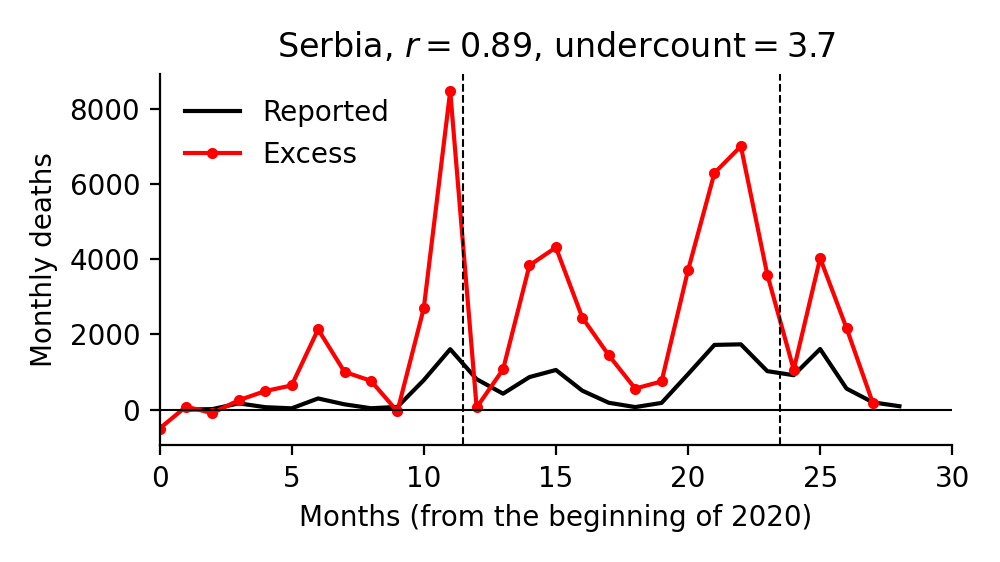 Serbia, r = 0.89, undercount = 3.7
Reported
Excess
Monthly deaths
8000
6000
4000
2000
0
0 5 10 15 20 25 30
Months (from the beginning of 2020)